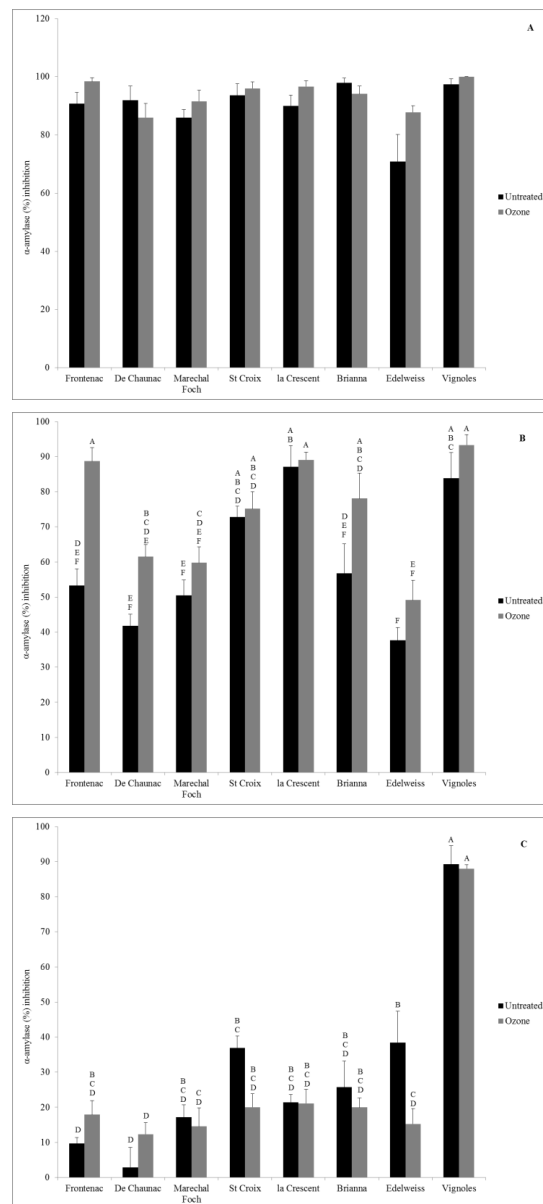 120
A
100
80
60
40
20
0
α-amylase (%) inhibition
Untreated
Ozone
Frontenac De Chaunac Marechal Foch St Croix la Crescent Brianna Edelweiss Vignoles
100
B
90
80
70
60
50
40
30
20
10
0
α-amylase (%) inhibition
D E F
A
E F
B C D E
E F
C D E F
A B C D
A B C D
A B
A
D E F
A B C D
F
E F
A B C
A
Untreated
Ozone
Frontenac De Chaunac Marechal Foch St Croix la Crescent Brianna Edelweiss Vignoles
100
C
90
80
70
60
50
40
30
20
10
0
α-amylase (%) inhibition
D
B C D
D
D
B C D
C D
B C
B C D
B C D
B C D
B C D
B C D
B
C D
A
A
Untreated
Ozone
Frontenac De Chaunac Marechal Foch St Croix la Crescent Brianna Edelweiss Vignoles